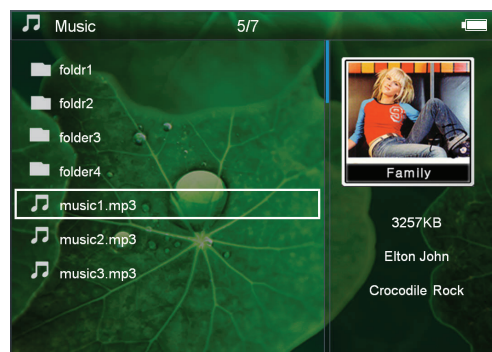 Music 5/7
foldr1
foldr2
folder3
folder4
music1.mp3
music2.mp3
music3.mp3
Family
3257KB
Elton John
Crocodile Rock